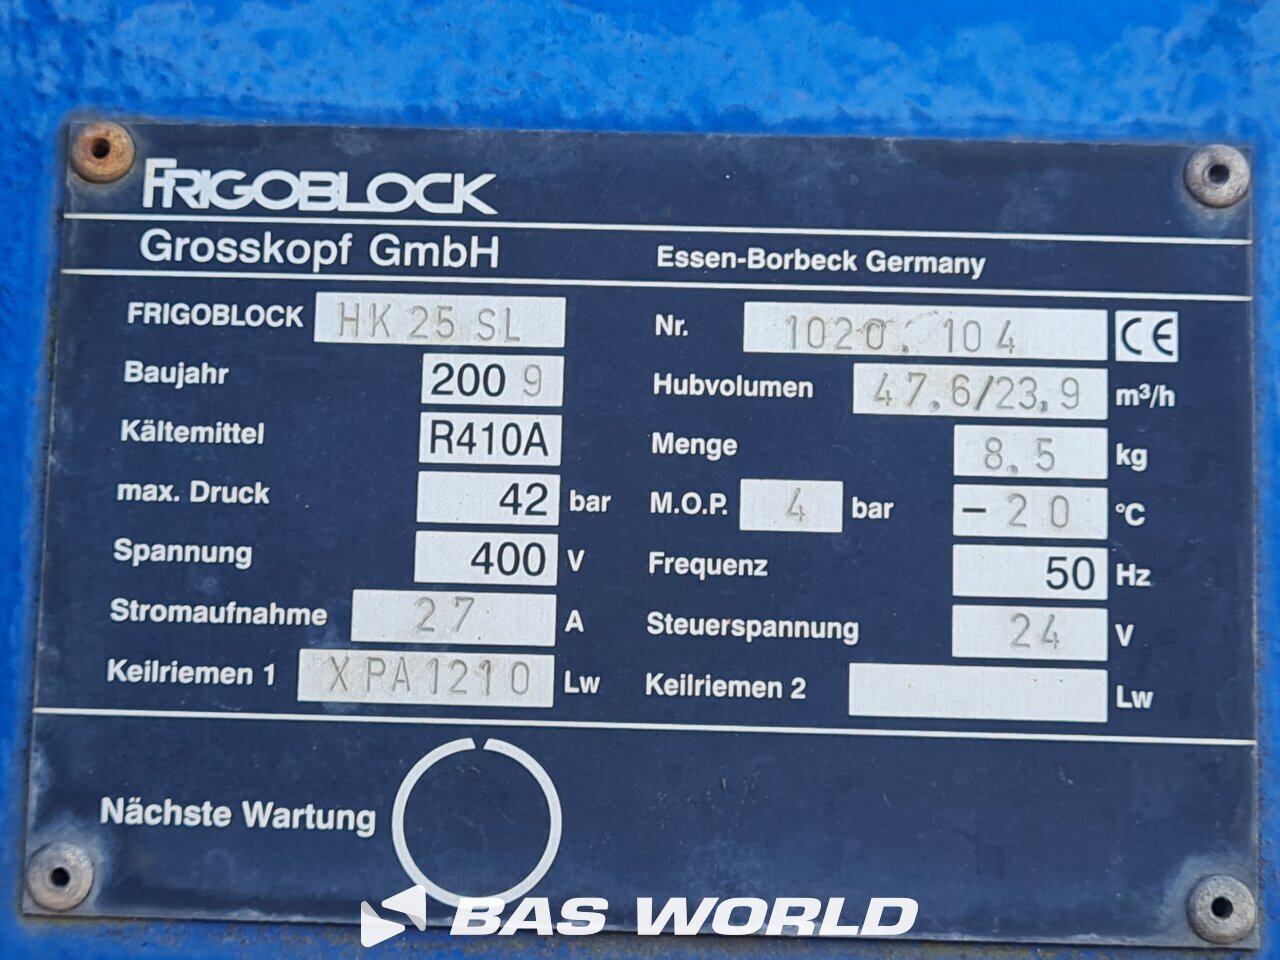 FRIGOBLOCK
Grosskopf GmbH Essen-Borbeck Germany
FRIGOBLOCK HK 25 SL Nr. 1020. 104 CE
Baujahr 2009 Hubvolumen 47,6/23,9 m³/h
Kältemittel R410A Menge 8,5 kg
max. Druck 42 bar M.O.P. 4 bar -20 °C
Spannung 400 V Frequenz 50 Hz
Stromaufnahme 27 A Steuerspannung 24 V
Keilriemen 1 XPA1210 Lw Keilriemen 2 Lw
Nächste Wartung
BAS WORLD